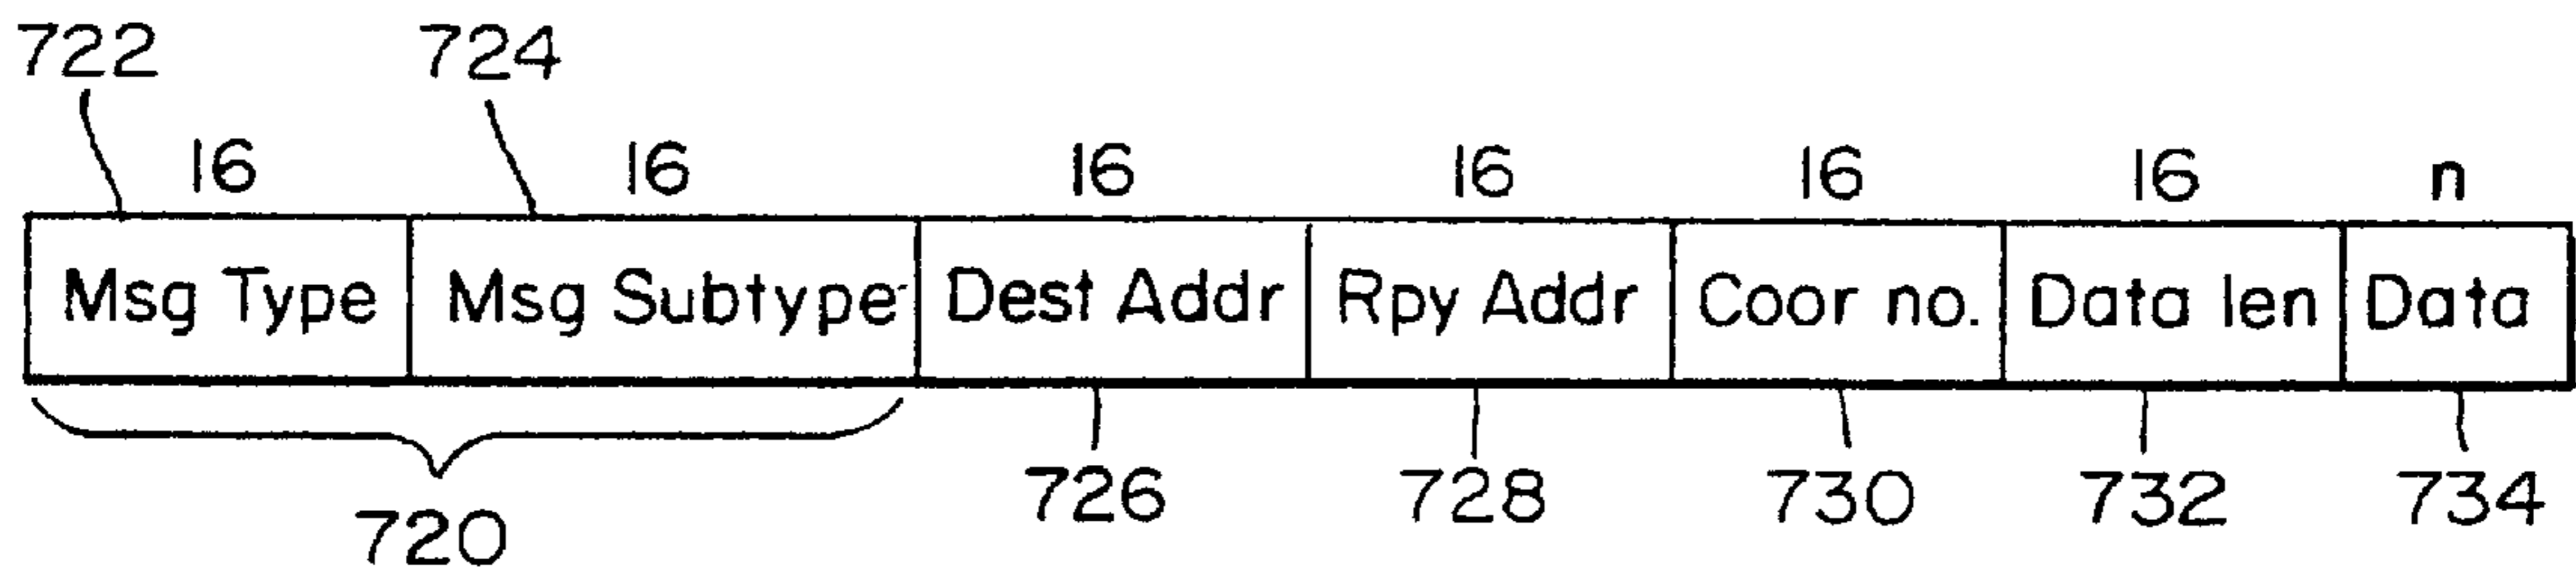 722 724
16 16 16 16 16 16 n
Msg Type Msg Subtype Dest Addr Rpy Addr Coor no. Data len Data
726 728 730 732 734
720